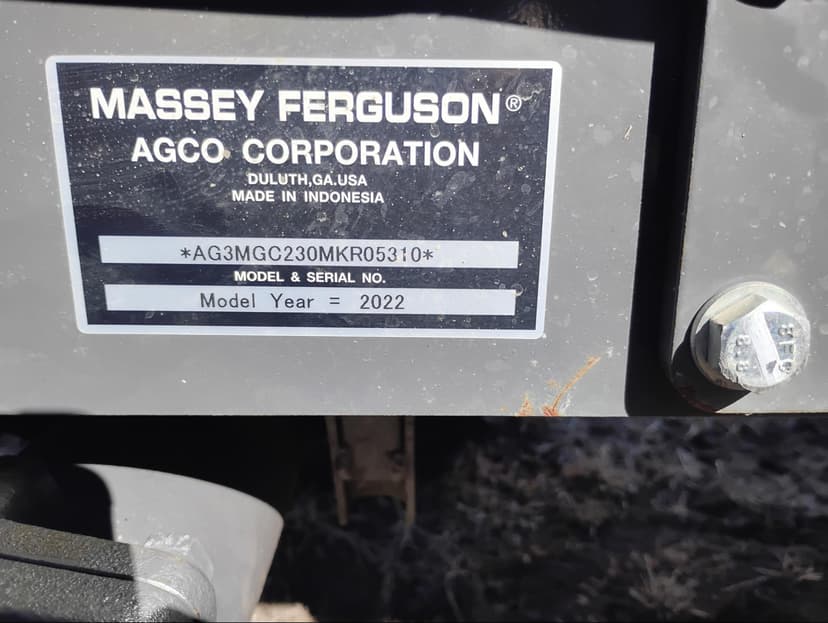 MASSEY FERGUSON®
AGCO CORPORATION
DULUTH,GA.USA
MADE IN INDONESIA
*AG3MGC230MKR05310*
MODEL & SERIAL NO.
Model Year = 2022